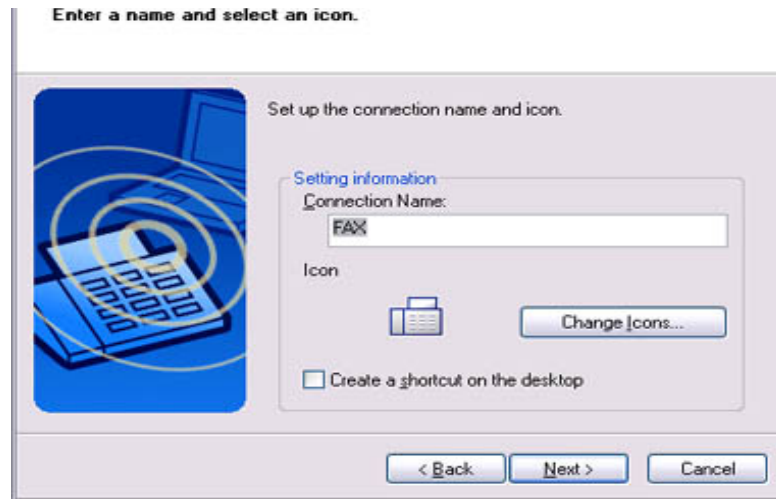 Enter a name and select an icon.
Set up the connection name and icon.
Setting information
Connection Name:
FAX
Icon
Change Icons...
Create a shortcut on the desktop
< Back
Next >
Cancel